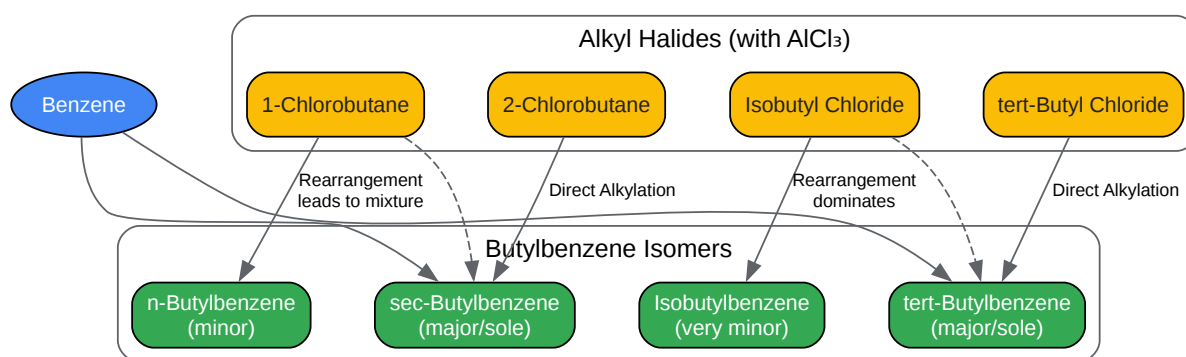 Alkyl Halides (with AlCl₃)
Benzene
1-Chlorobutane
2-Chlorobutane
Isobutyl Chloride
tert-Butyl Chloride
Rearrangement
leads to mixture
Direct Alkylation
Rearrangement
dominates
Direct Alkylation
Butylbenzene Isomers
n-Butylbenzene
(minor)
sec-Butylbenzene
(major/sole)
Isobutylbenzene
(very minor)
tert-Butylbenzene
(major/sole)